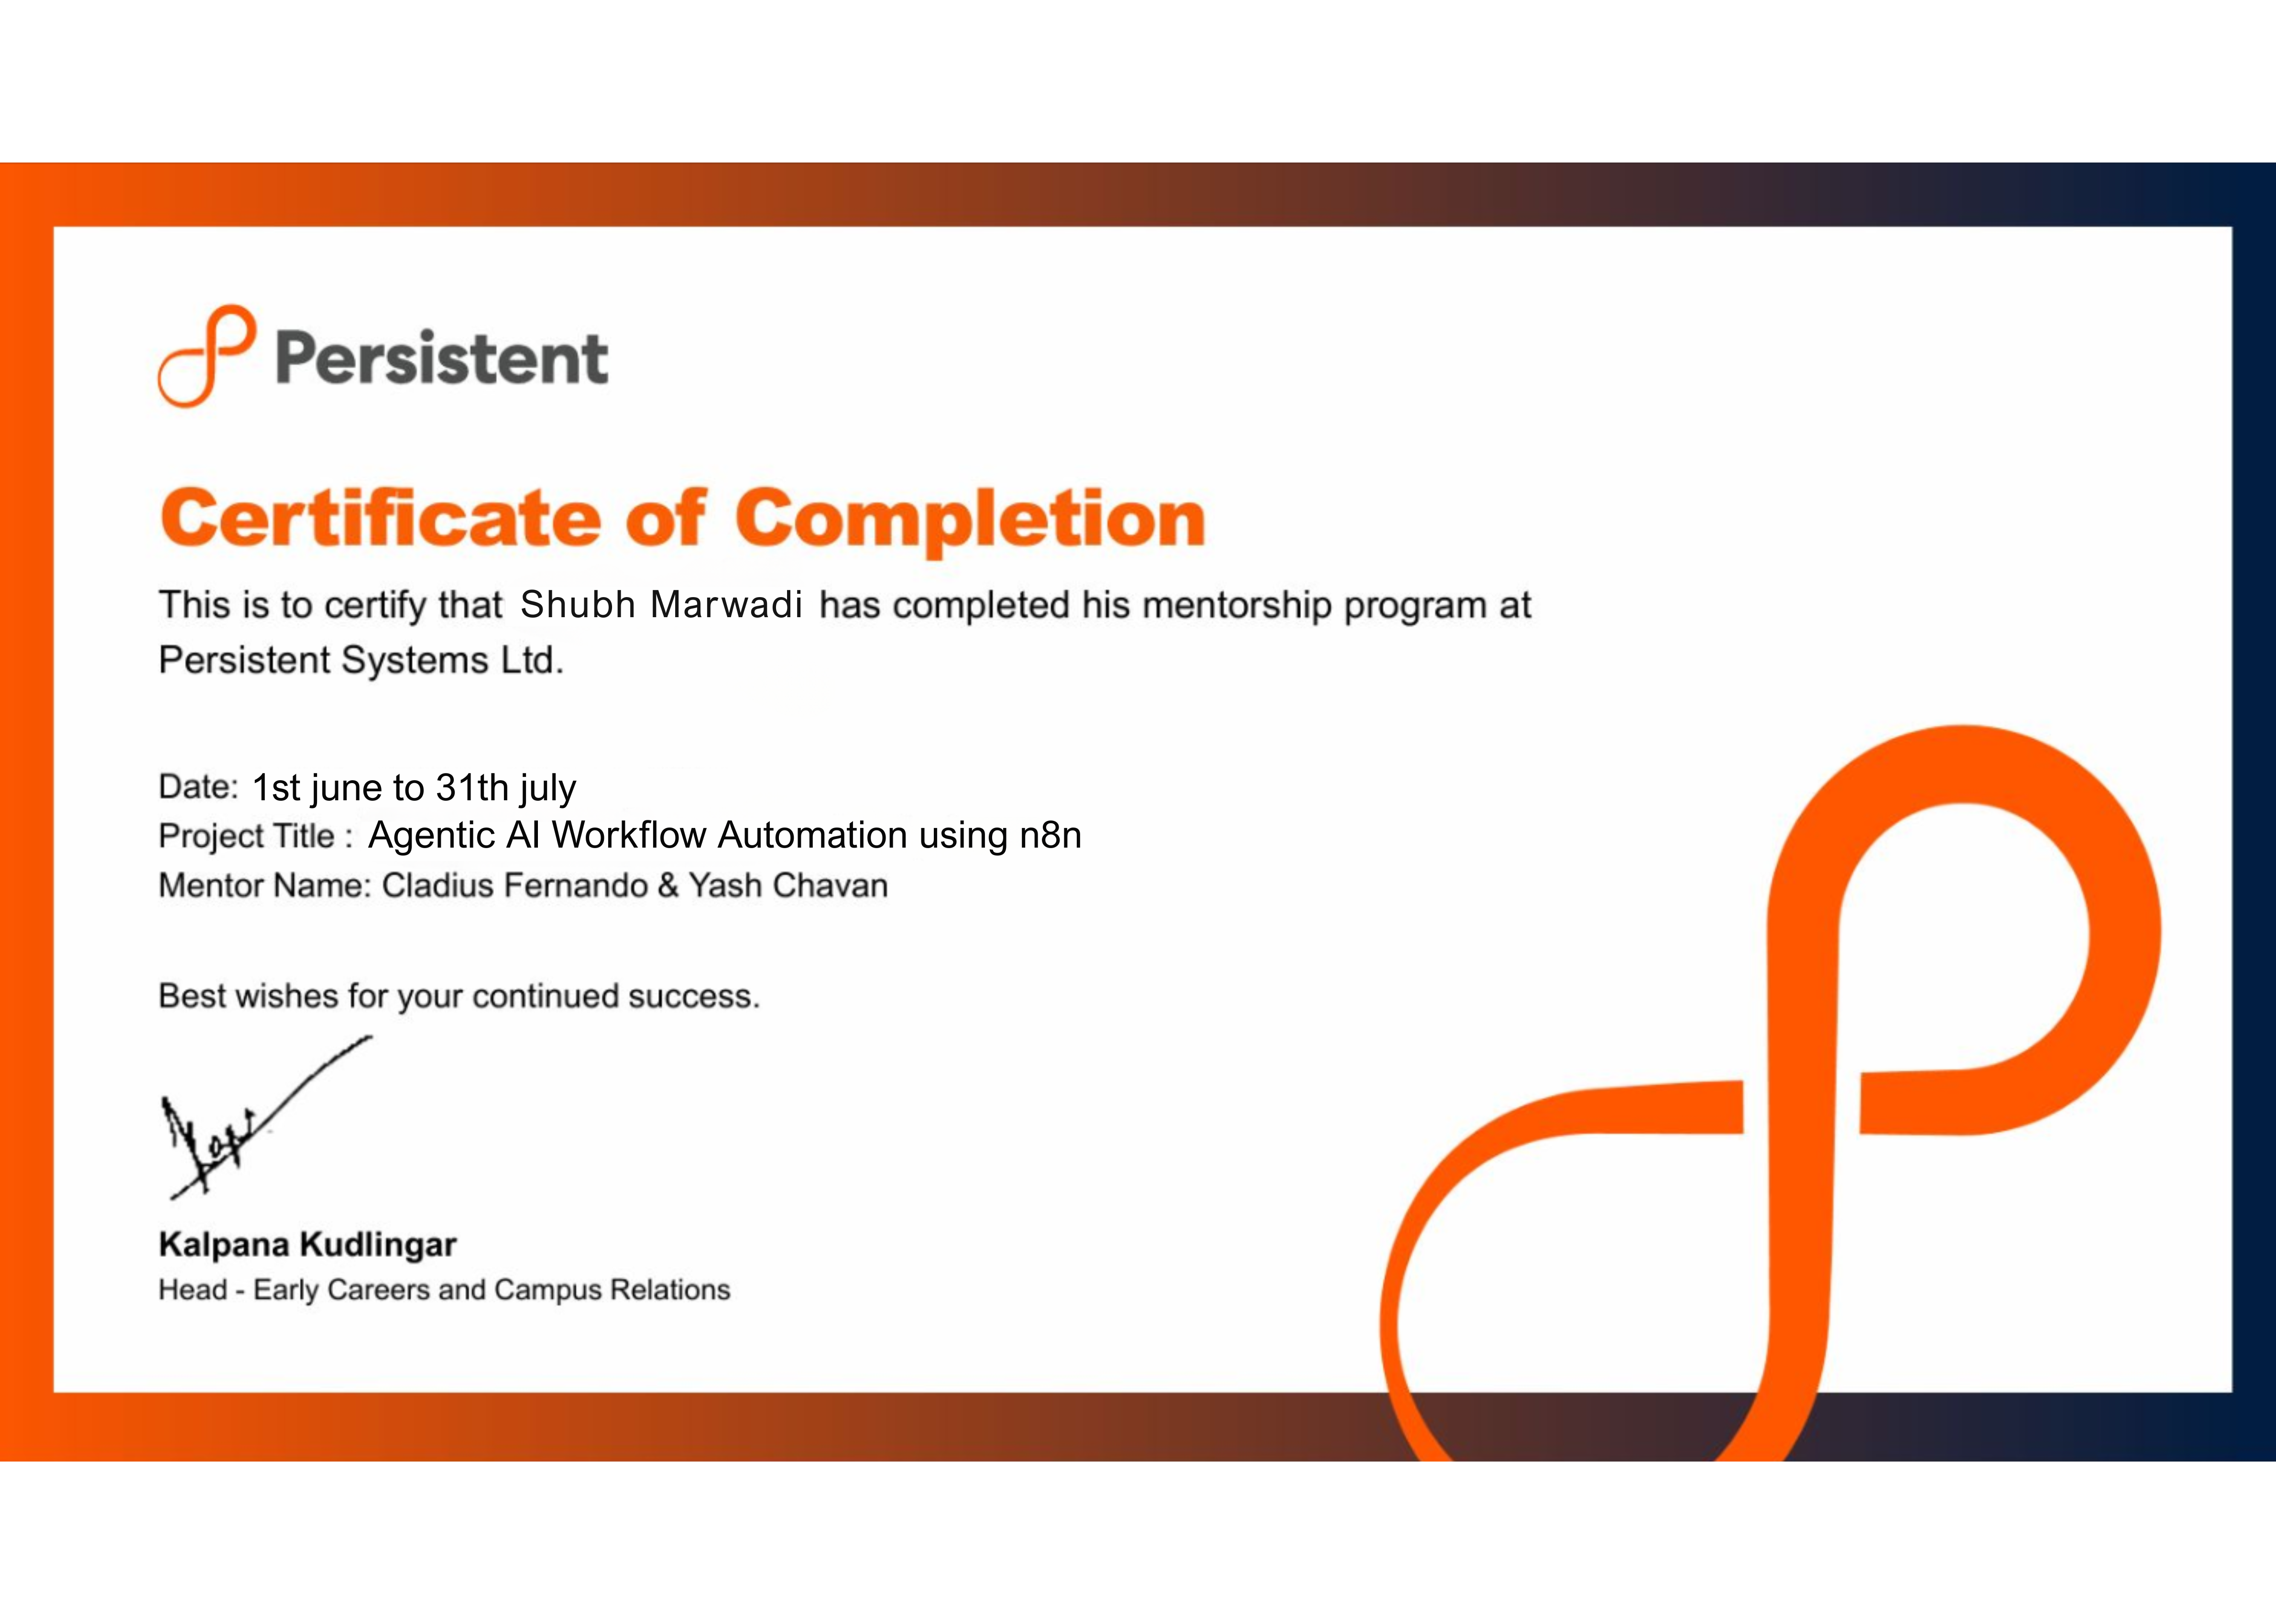 Persistent
Certificate of Completion
This is to certify that Shubh Marwadi has completed his mentorship program at
Persistent Systems Ltd.
Date: 1st june to 31th july
Project Title : Agentic AI Workflow Automation using n8n
Mentor Name: Cladius Fernando & Yash Chavan
Best wishes for your continued success.
Kalpana Kudlingar
Head - Early Careers and Campus Relations